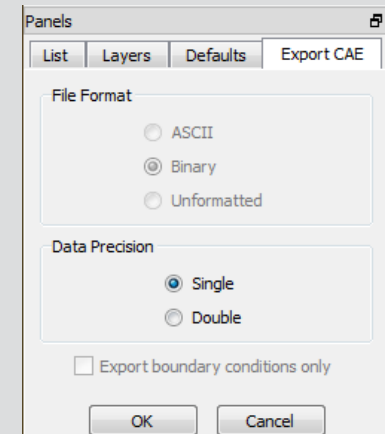 Panels
List Layers Defaults Export CAE
File Format
ASCII
Binary
Unformatted
Data Precision
Single
Double
Export boundary conditions only
OK Cancel